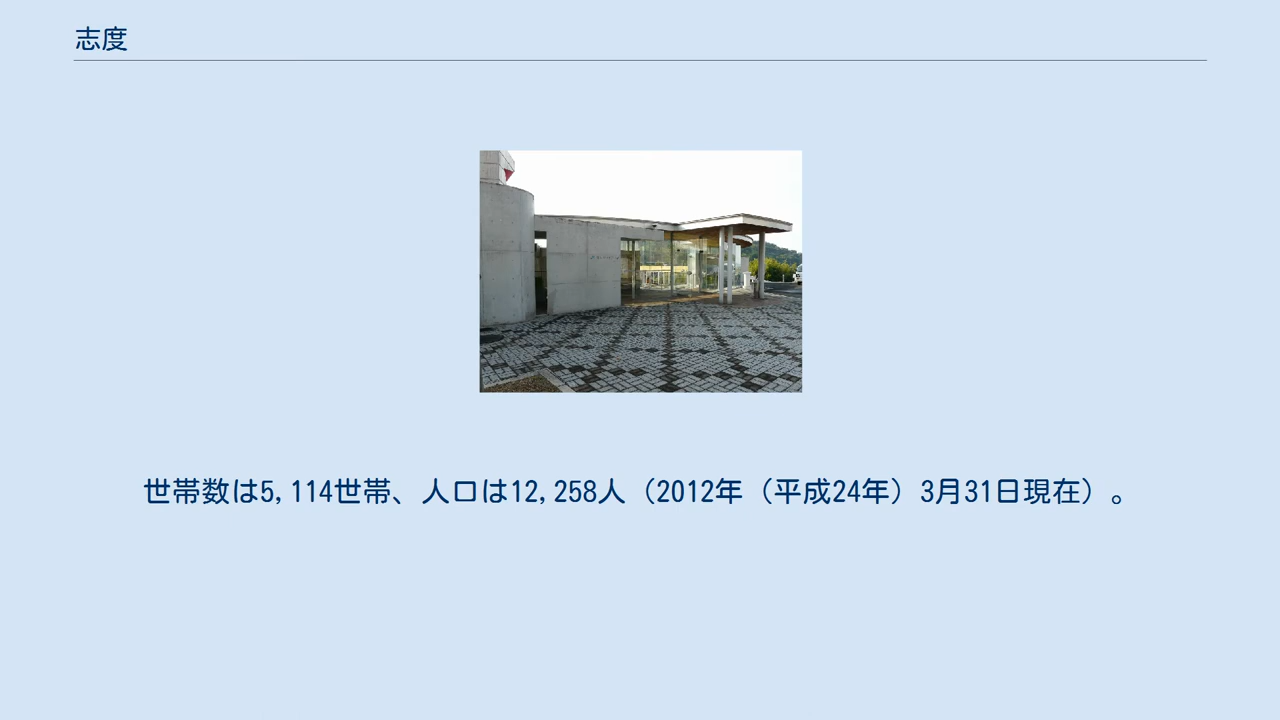 志度
世帯数は5,114世帯、人口は12,258人（2012年（平成24年）3月31日現在）。